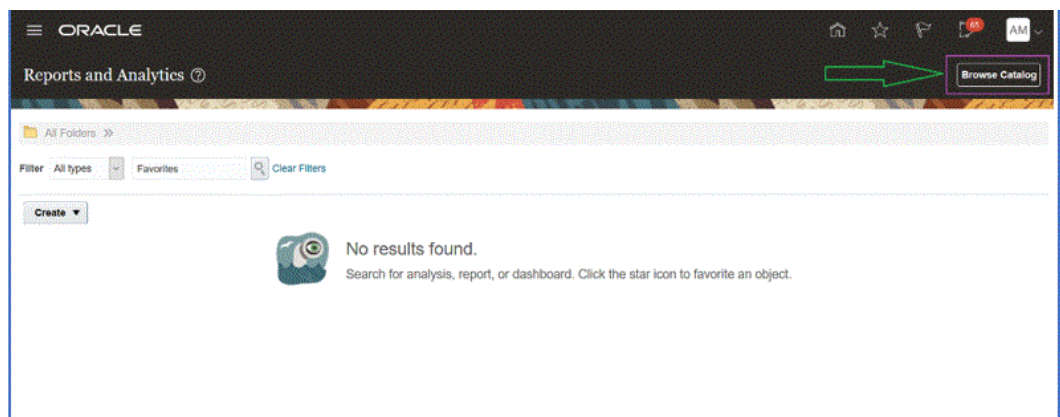 ORACLE
65
AM
Reports and Analytics
Browse Catalog
All Folders
Filter All types Favorites Clear Filters
Create
No results found.
Search for analysis, report, or dashboard. Click the star icon to favorite an object.